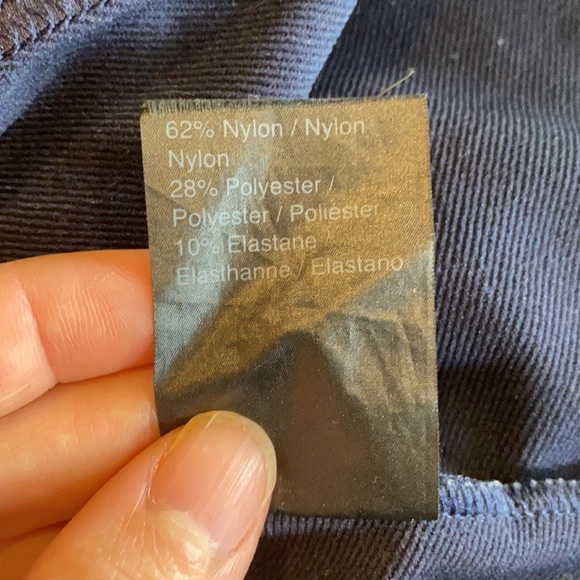 62% Nylon / Nylon
Nylon
28% Polyester /
Polyester / Poliéster
10% Elastane
Elasthanne / Elastano